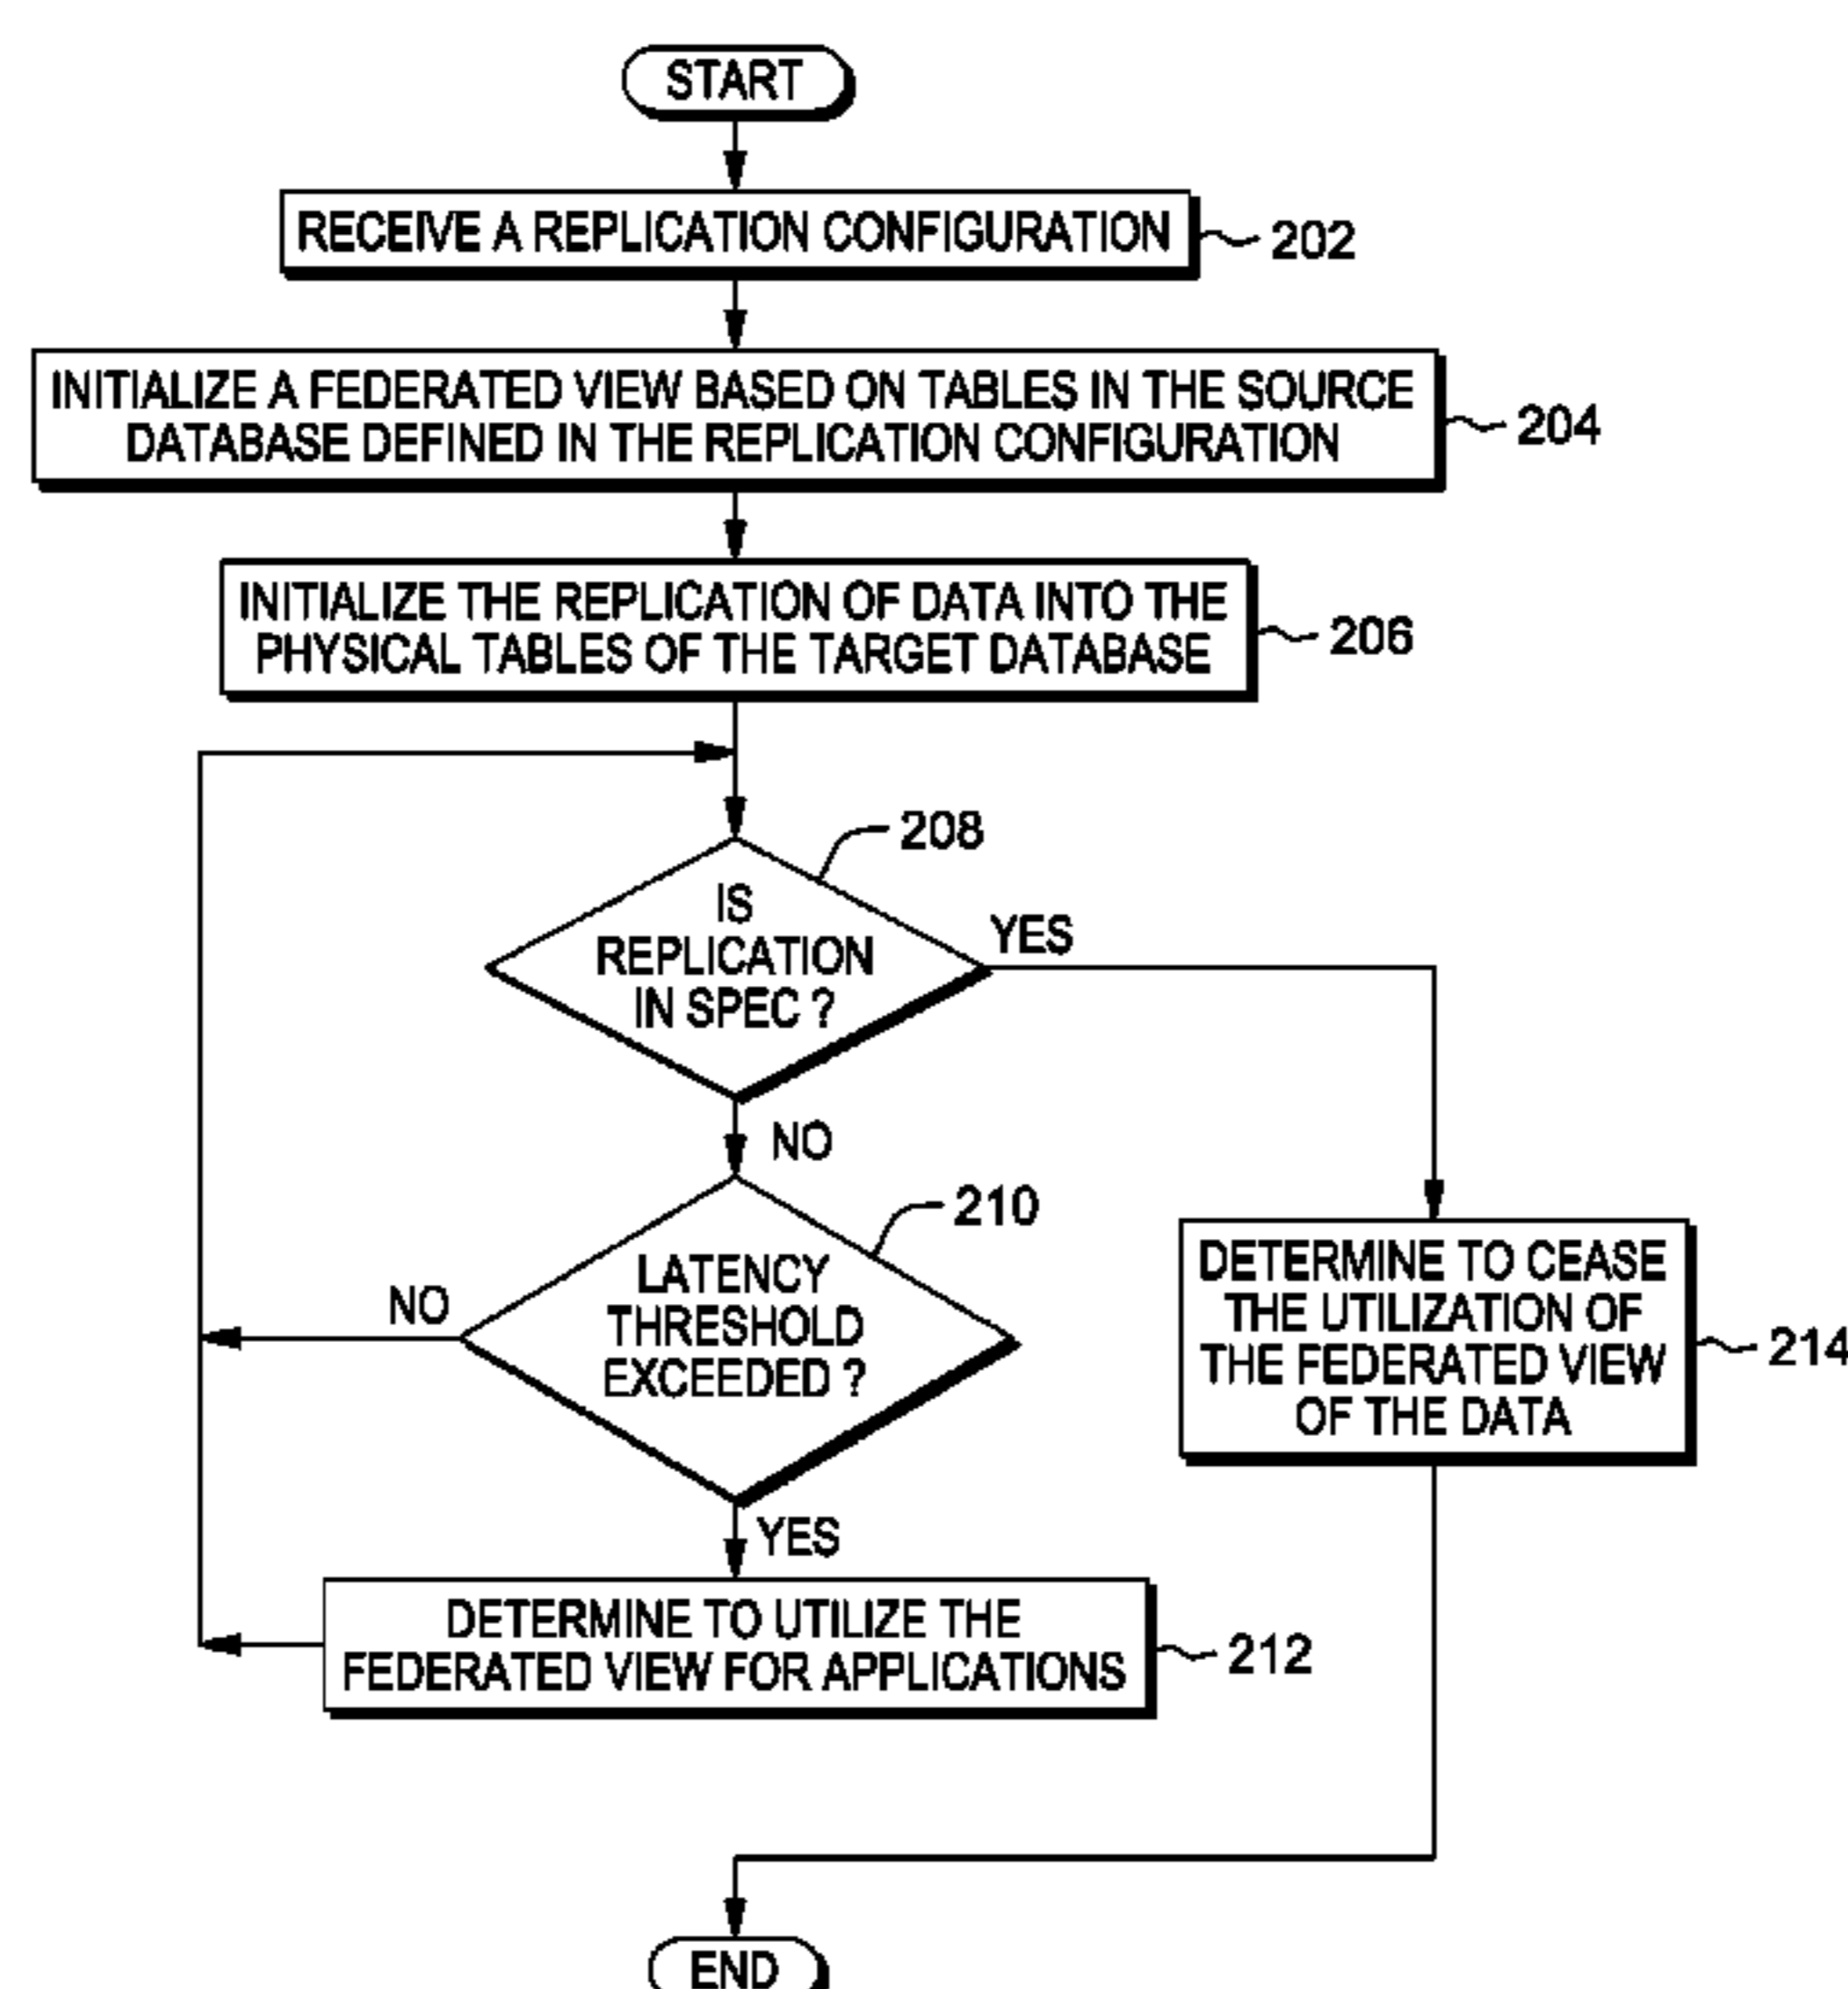 START
RECEIVE A REPLICATION CONFIGURATION
202
INITIALIZE A FEDERATED VIEW BASED ON TABLES IN THE SOURCE
DATABASE DEFINED IN THE REPLICATION CONFIGURATION
204
INITIALIZE THE REPLICATION OF DATA INTO THE
PHYSICAL TABLES OF THE TARGET DATABASE
206
208
IS
REPLICATION
IN SPEC ?
YES
NO
210
LATENCY
THRESHOLD
EXCEEDED ?
NO
YES
DETERMINE TO CEASE
THE UTILIZATION OF
THE FEDERATED VIEW
OF THE DATA
214
DETERMINE TO UTILIZE THE
FEDERATED VIEW FOR APPLICATIONS
212
END